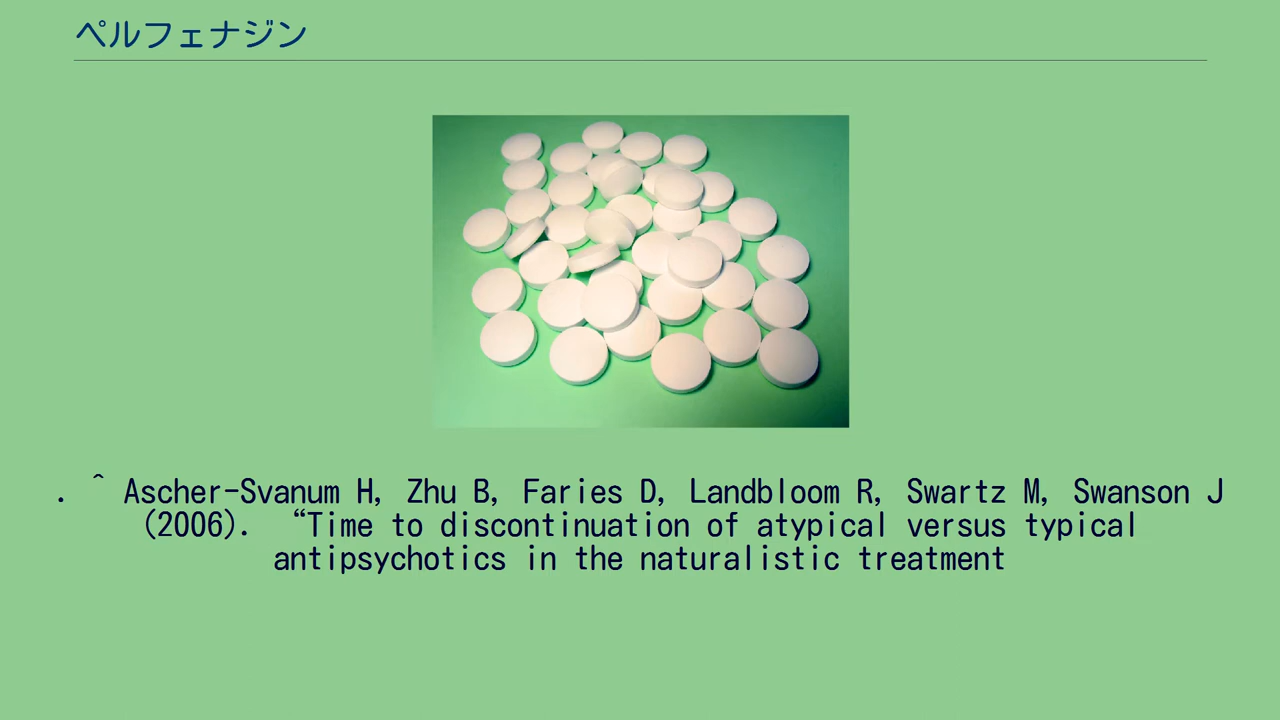 ペルフェナジン
. ^ Ascher-Svanum H, Zhu B, Faries D, Landbloom R, Swartz M, Swanson J
(2006). “Time to discontinuation of atypical versus typical
antipsychotics in the naturalistic treatment